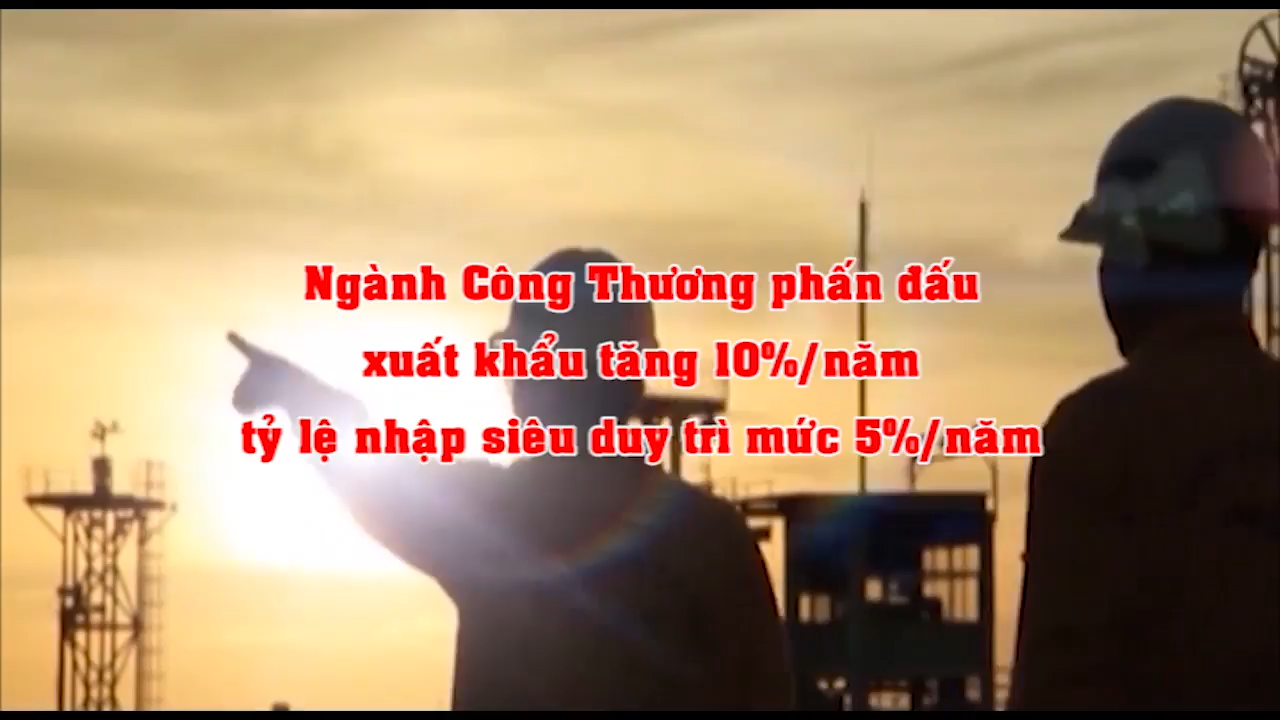 Ngành Công Thương phấn đấu
xuất khẩu tăng 10%/năm
tỷ lệ nhập siêu duy trì mức 5%/năm